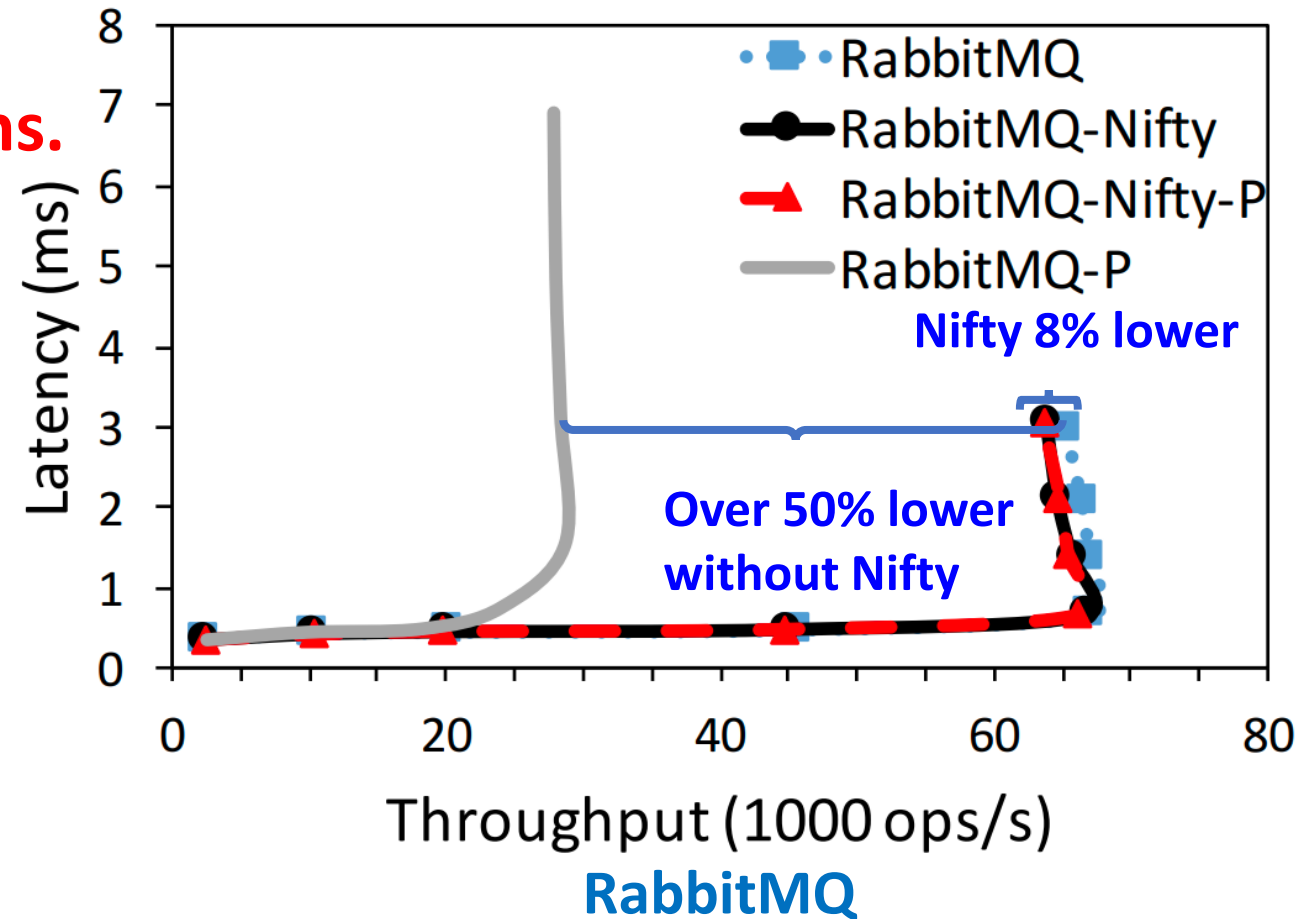 8
7
6
5
4
3
2
1
0
ns.
Latency (ms)
RabbitMQ
RabbitMQ-Nifty
RabbitMQ-Nifty-P
RabbitMQ-P
Nifty 8% lower
Over 50% lower
without Nifty
0 20 40 60 80
Throughput (1000 ops/s)
RabbitMQ